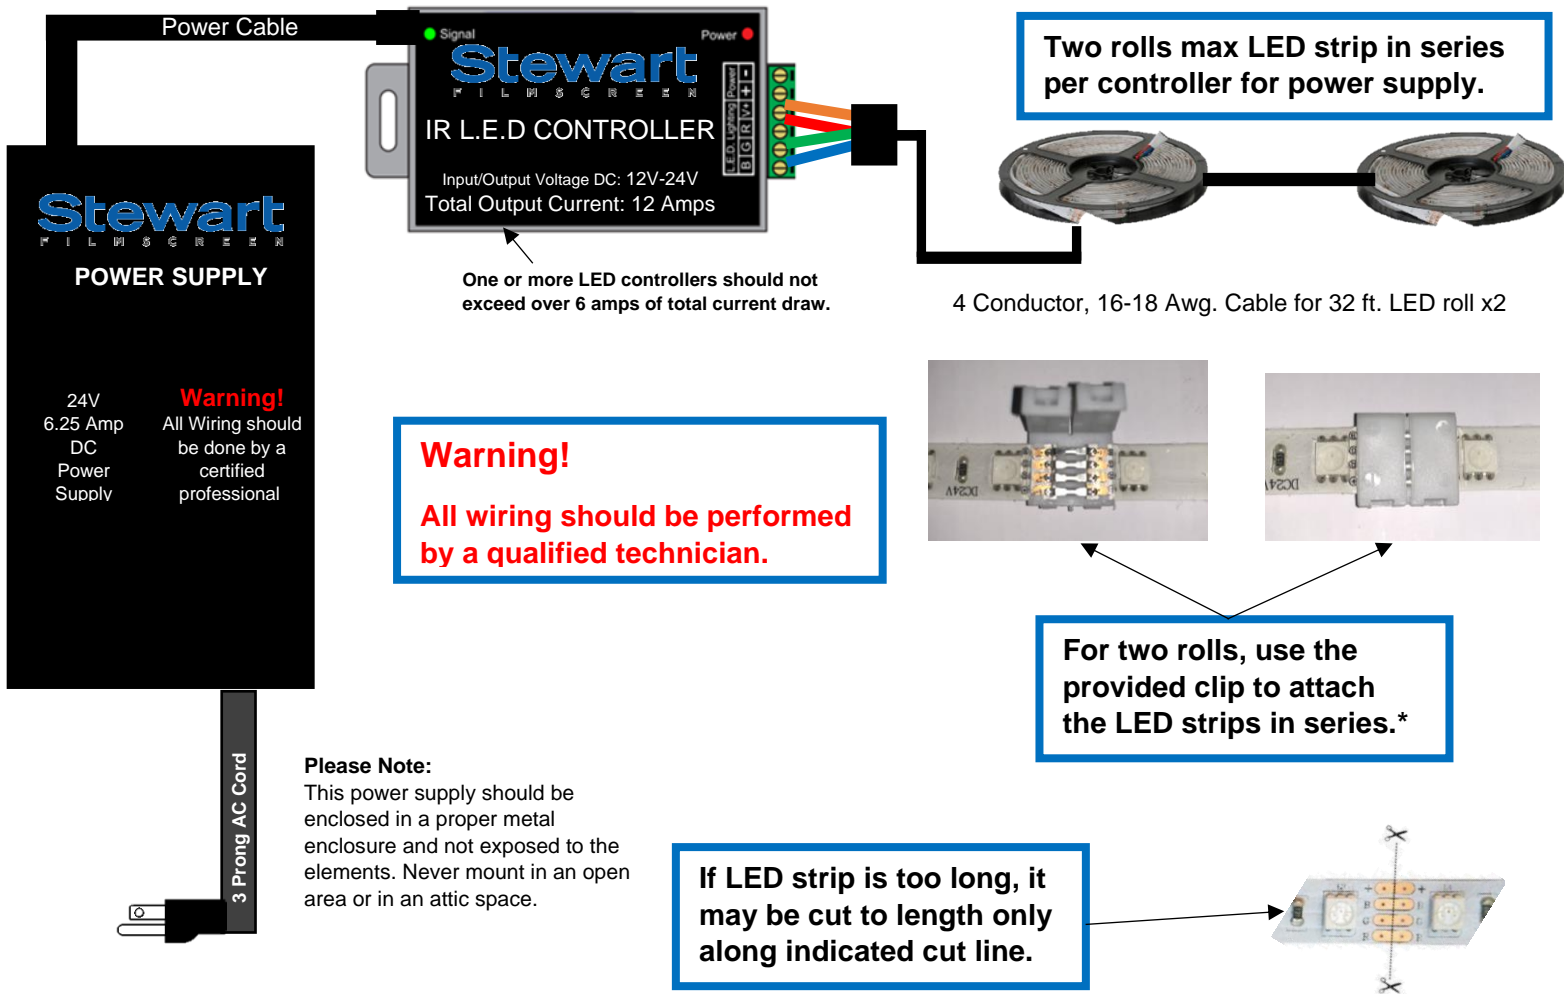 Power Cable
Signal
Power
Stewart
FILMSCREEN
IR L.E.D CONTROLLER
Input/Output Voltage DC: 12V-24V
Total Output Current: 12 Amps
L.E.D. Lighting Power
B G R V+ + -
Two rolls max LED strip in series
per controller for power supply.
One or more LED controllers should not
exceed over 6 amps of total current draw.
4 Conductor, 16-18 Awg. Cable for 32 ft. LED roll x2
Stewart
FILMSCREEN
POWER SUPPLY
24V
6.25 Amp
DC
Power
Supply
Warning!
All Wiring should
be done by a
certified
professional
Warning!
All wiring should be performed
by a qualified technician.
DC24V
DC24V
For two rolls, use the
provided clip to attach
the LED strips in series.*
3 Prong AC Cord
Please Note:
This power supply should be
enclosed in a proper metal
enclosure and not exposed to the
elements. Never mount in an open
area or in an attic space.
If LED strip is too long, it
may be cut to length only
along indicated cut line.